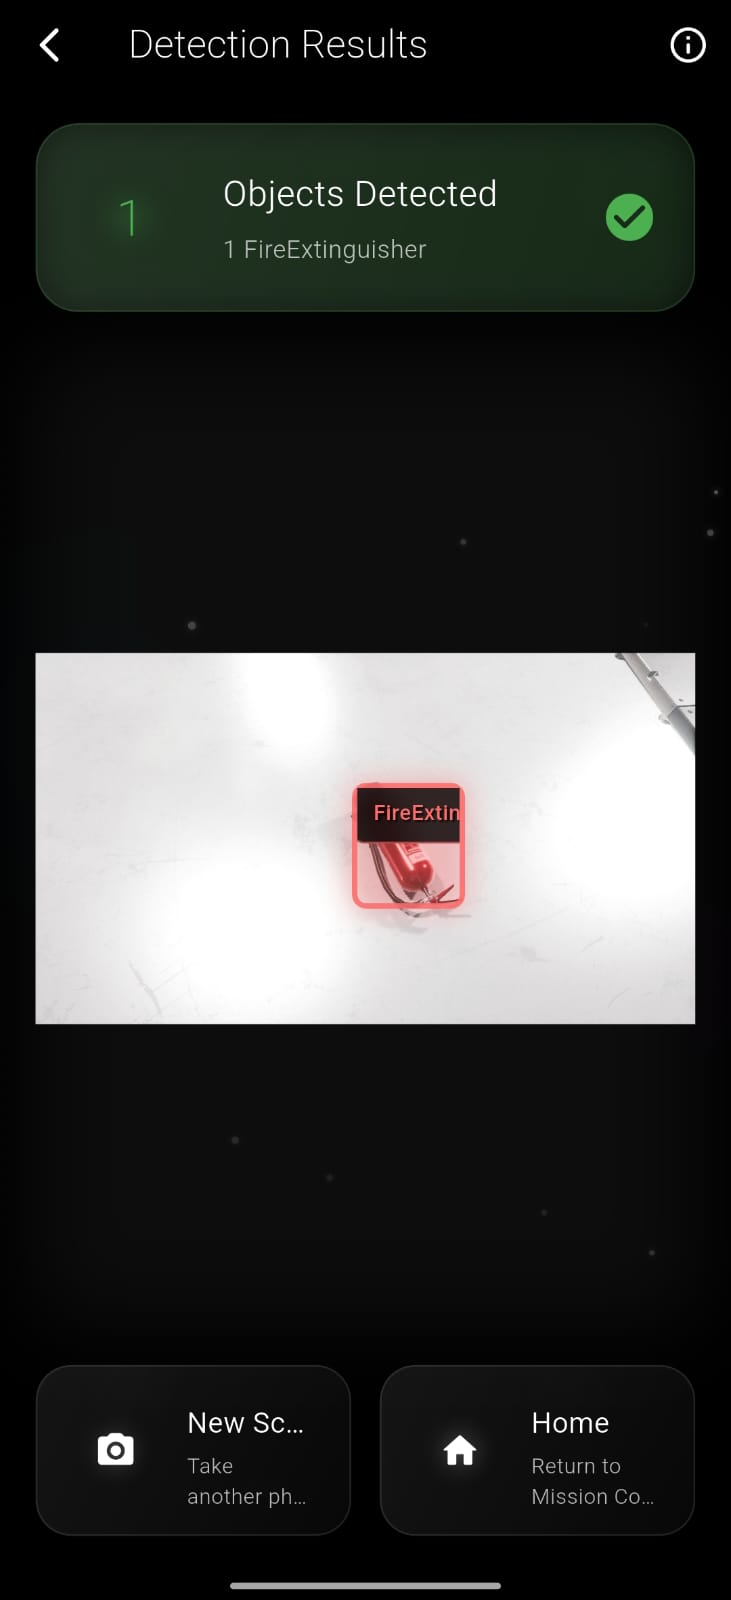 Detection Results
1
Objects Detected
1 FireExtinguisher
FireExtin
New Sc...
Take
another ph...
Home
Return to
Mission Co...